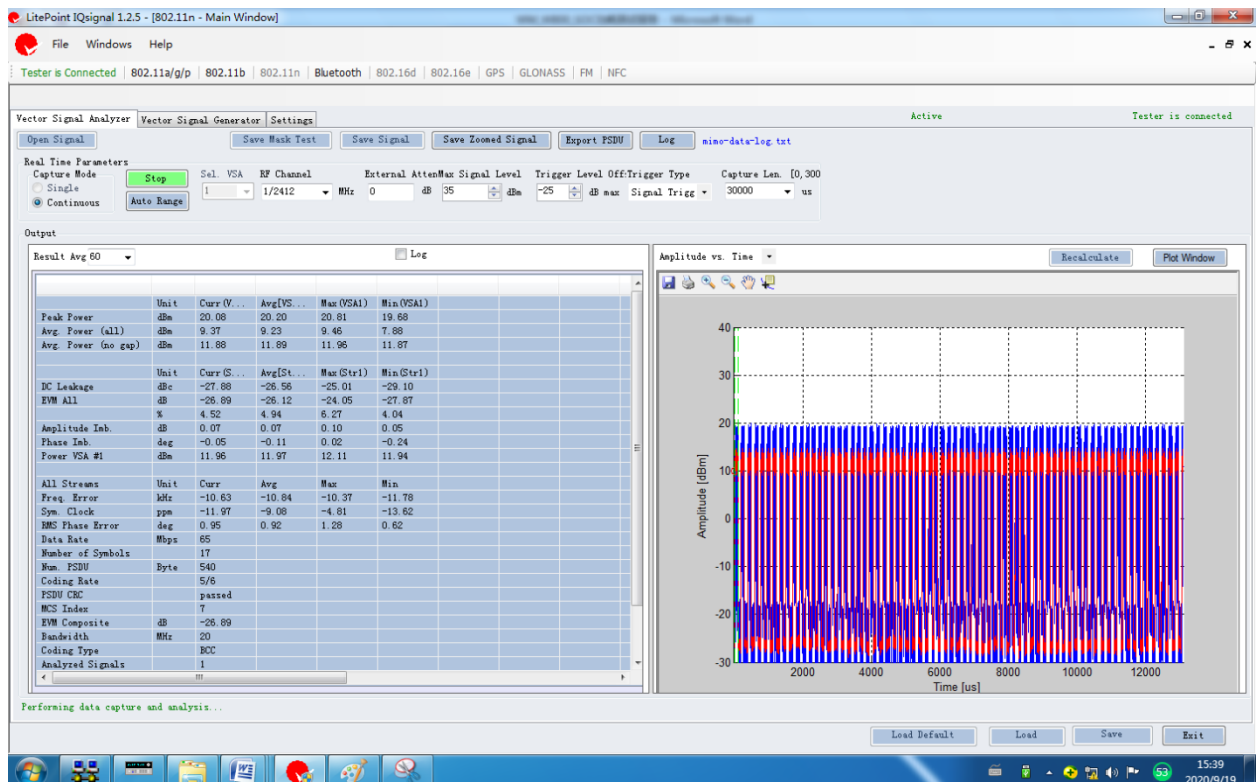 LitePoint IQsignal 1.2.5 - [802.11n - Main Window]
File Windows Help
Tester is Connected 802.11a/g/p 802.11b 802.11n Bluetooth 802.16d 802.16e GPS GLONASS FM NFC
Vector Signal Analyzer Vector Signal Generator Settings Active Tester is connected
Open Signal Save Mask Test Save Signal Save Zoomed Signal Export PSDU Log mimo-data-log.txt
Real Time Parameters
Capture Mode Sel. VSA RF Channel External Atten Max Signal Level Trigger Level Off: Trigger Type Capture Len. [0,300
Single Stop 1 1/2412 MHz 0 dB 35 dBm -25 dB max Signal Trigg 30000 us
Continuous Auto Range
Output
Result Avg 60 Log Amplitude vs. Time Recalculate Plot Window
Unit Curr (V... Avg[VS... Max (VSA1) Min (VSA1)
Peak Power dBm 20.08 20.20 20.81 19.68
Avg. Power (all) dBm 9.37 9.23 9.46 7.88
Avg. Power (no gap) dBm 11.88 11.89 11.96 11.87
Unit Curr (S... Avg[St... Max (Str1) Min (Str1)
DC Leakage dBc -27.88 -26.56 -25.01 -29.10
EVM All dB -26.89 -26.12 -24.05 -27.87
% 4.52 4.94 6.27 4.04
Amplitude Imb. dB 0.07 0.07 0.10 0.05
Phase Imb. deg -0.05 -0.11 0.02 -0.24
Power VSA #1 dBm 11.96 11.97 12.11 11.94
All Streams Unit Curr Avg Max Min
Freq. Error kHz -10.63 -10.84 -10.37 -11.78
Sym. Clock ppm -11.97 -9.08 -4.81 -13.62
RMS Phase Error deg 0.95 0.92 1.28 0.62
Data Rate Mbps 65
Number of Symbols 17
Num. PSDU Byte 540
Coding Rate 5/6
PSDU CRC passed
MCS Index 7
EVM Composite dB -26.89
Bandwidth MHz 20
Coding Type BCC
Analyzed Signals 1
Amplitude [dBm]
40
30
20
10
0
-10
-20
-30
2000 4000 6000 8000 10000 12000
Time [us]
Performing data capture and analysis...
Load Default Load Save Exit
53
15:39
2020/9/19